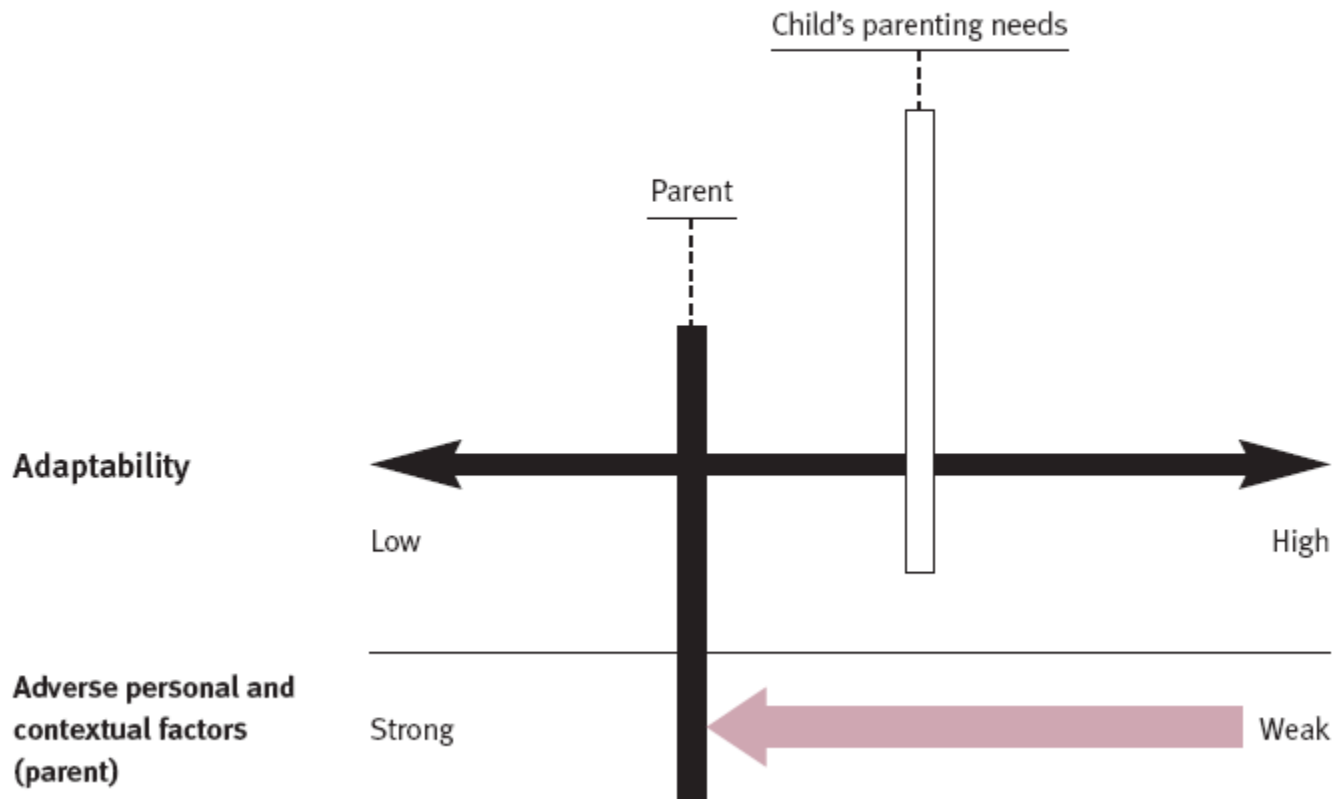 Child’s parenting needs
Parent
Adaptability
Low
High
Adverse personal and
contextual factors
(parent)
Strong
Weak